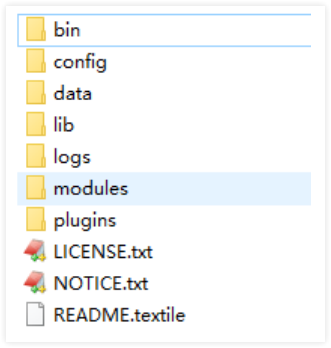 bin
config
data
lib
logs
modules
plugins
LICENSE.txt
NOTICE.txt
README.textile